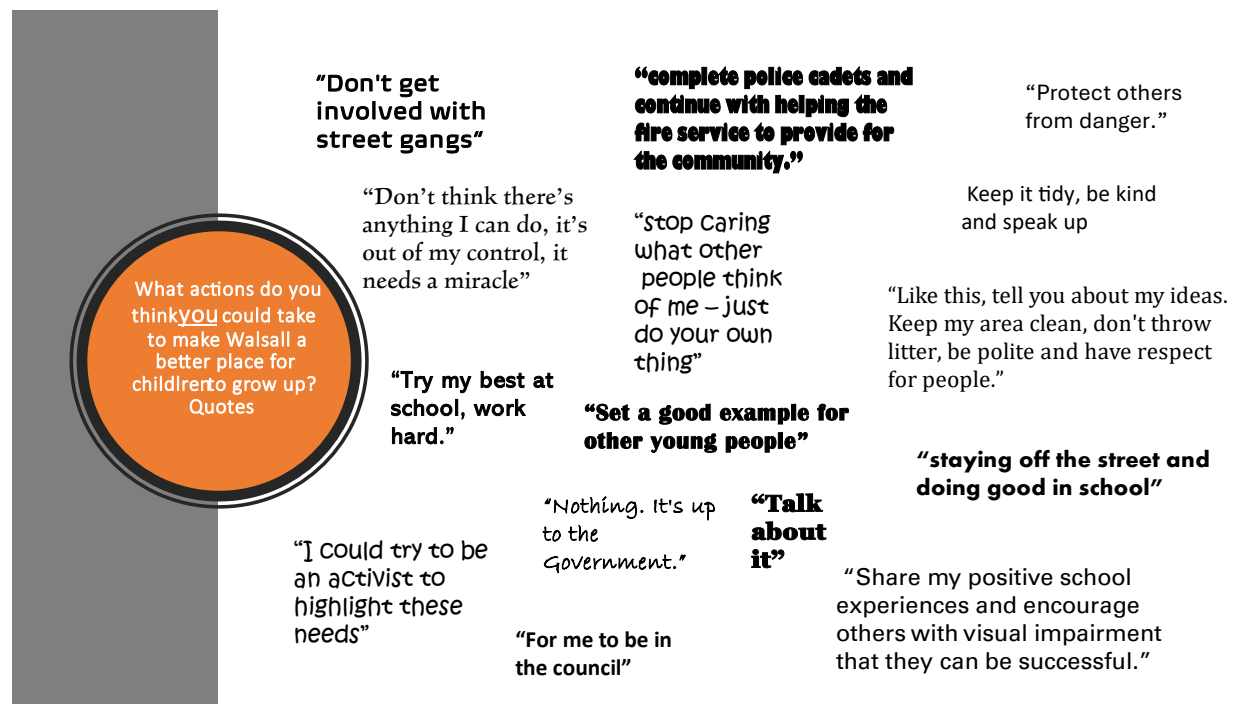 What actions do you
thinkyou could take
to make Walsall a
better place for
childlrento grow up?
Quotes
"Don't get
involved with
street gangs"
“complete police cadets and
continue with helping the
fire service to provide for
the community.”
“Protect others
from danger.”
“Don’t think there’s
anything I can do, it’s
out of my control, it
needs a miracle”
“stop caring
what other
people think
of me – just
do your own
thing”
Keep it tidy, be kind
and speak up
“Like this, tell you about my ideas.
Keep my area clean, don't throw
litter, be polite and have respect
for people.”
“Try my best at
school, work
hard.”
“Set a good example for
other young people”
“staying off the street and
doing good in school”
“Nothing. It's up
to the
Government.”
“Talk
about
it”
“I could try to be
an activist to
highlight these
needs”
“For me to be in
the council”
“Share my positive school
experiences and encourage
others with visual impairment
that they can be successful.”